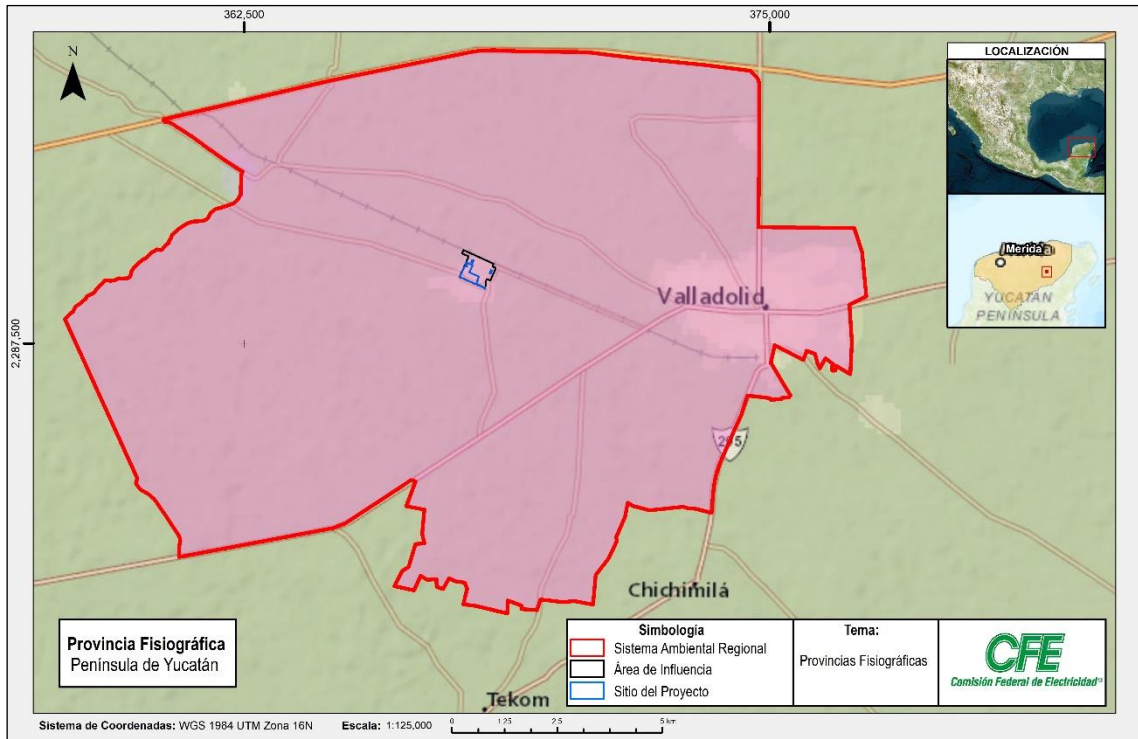 362,500
375,000
N
2,287,500
LOCALIZACIÓN
Merida
YUCATÁN
PENÍNSULA
Valladolid
295
Chichimilá
Tekom
Provincia Fisiográfica
Península de Yucatán
Simbología
Sistema Ambiental Regional
Área de Influencia
Sitio del Proyecto
Tema:
Provincias Fisiográficas
CFE
Comisión Federal de Electricidad
Sistema de Coordenadas: WGS 1984 UTM Zona 16N
Escala: 1:125,000
0 1.25 2.5 5 km